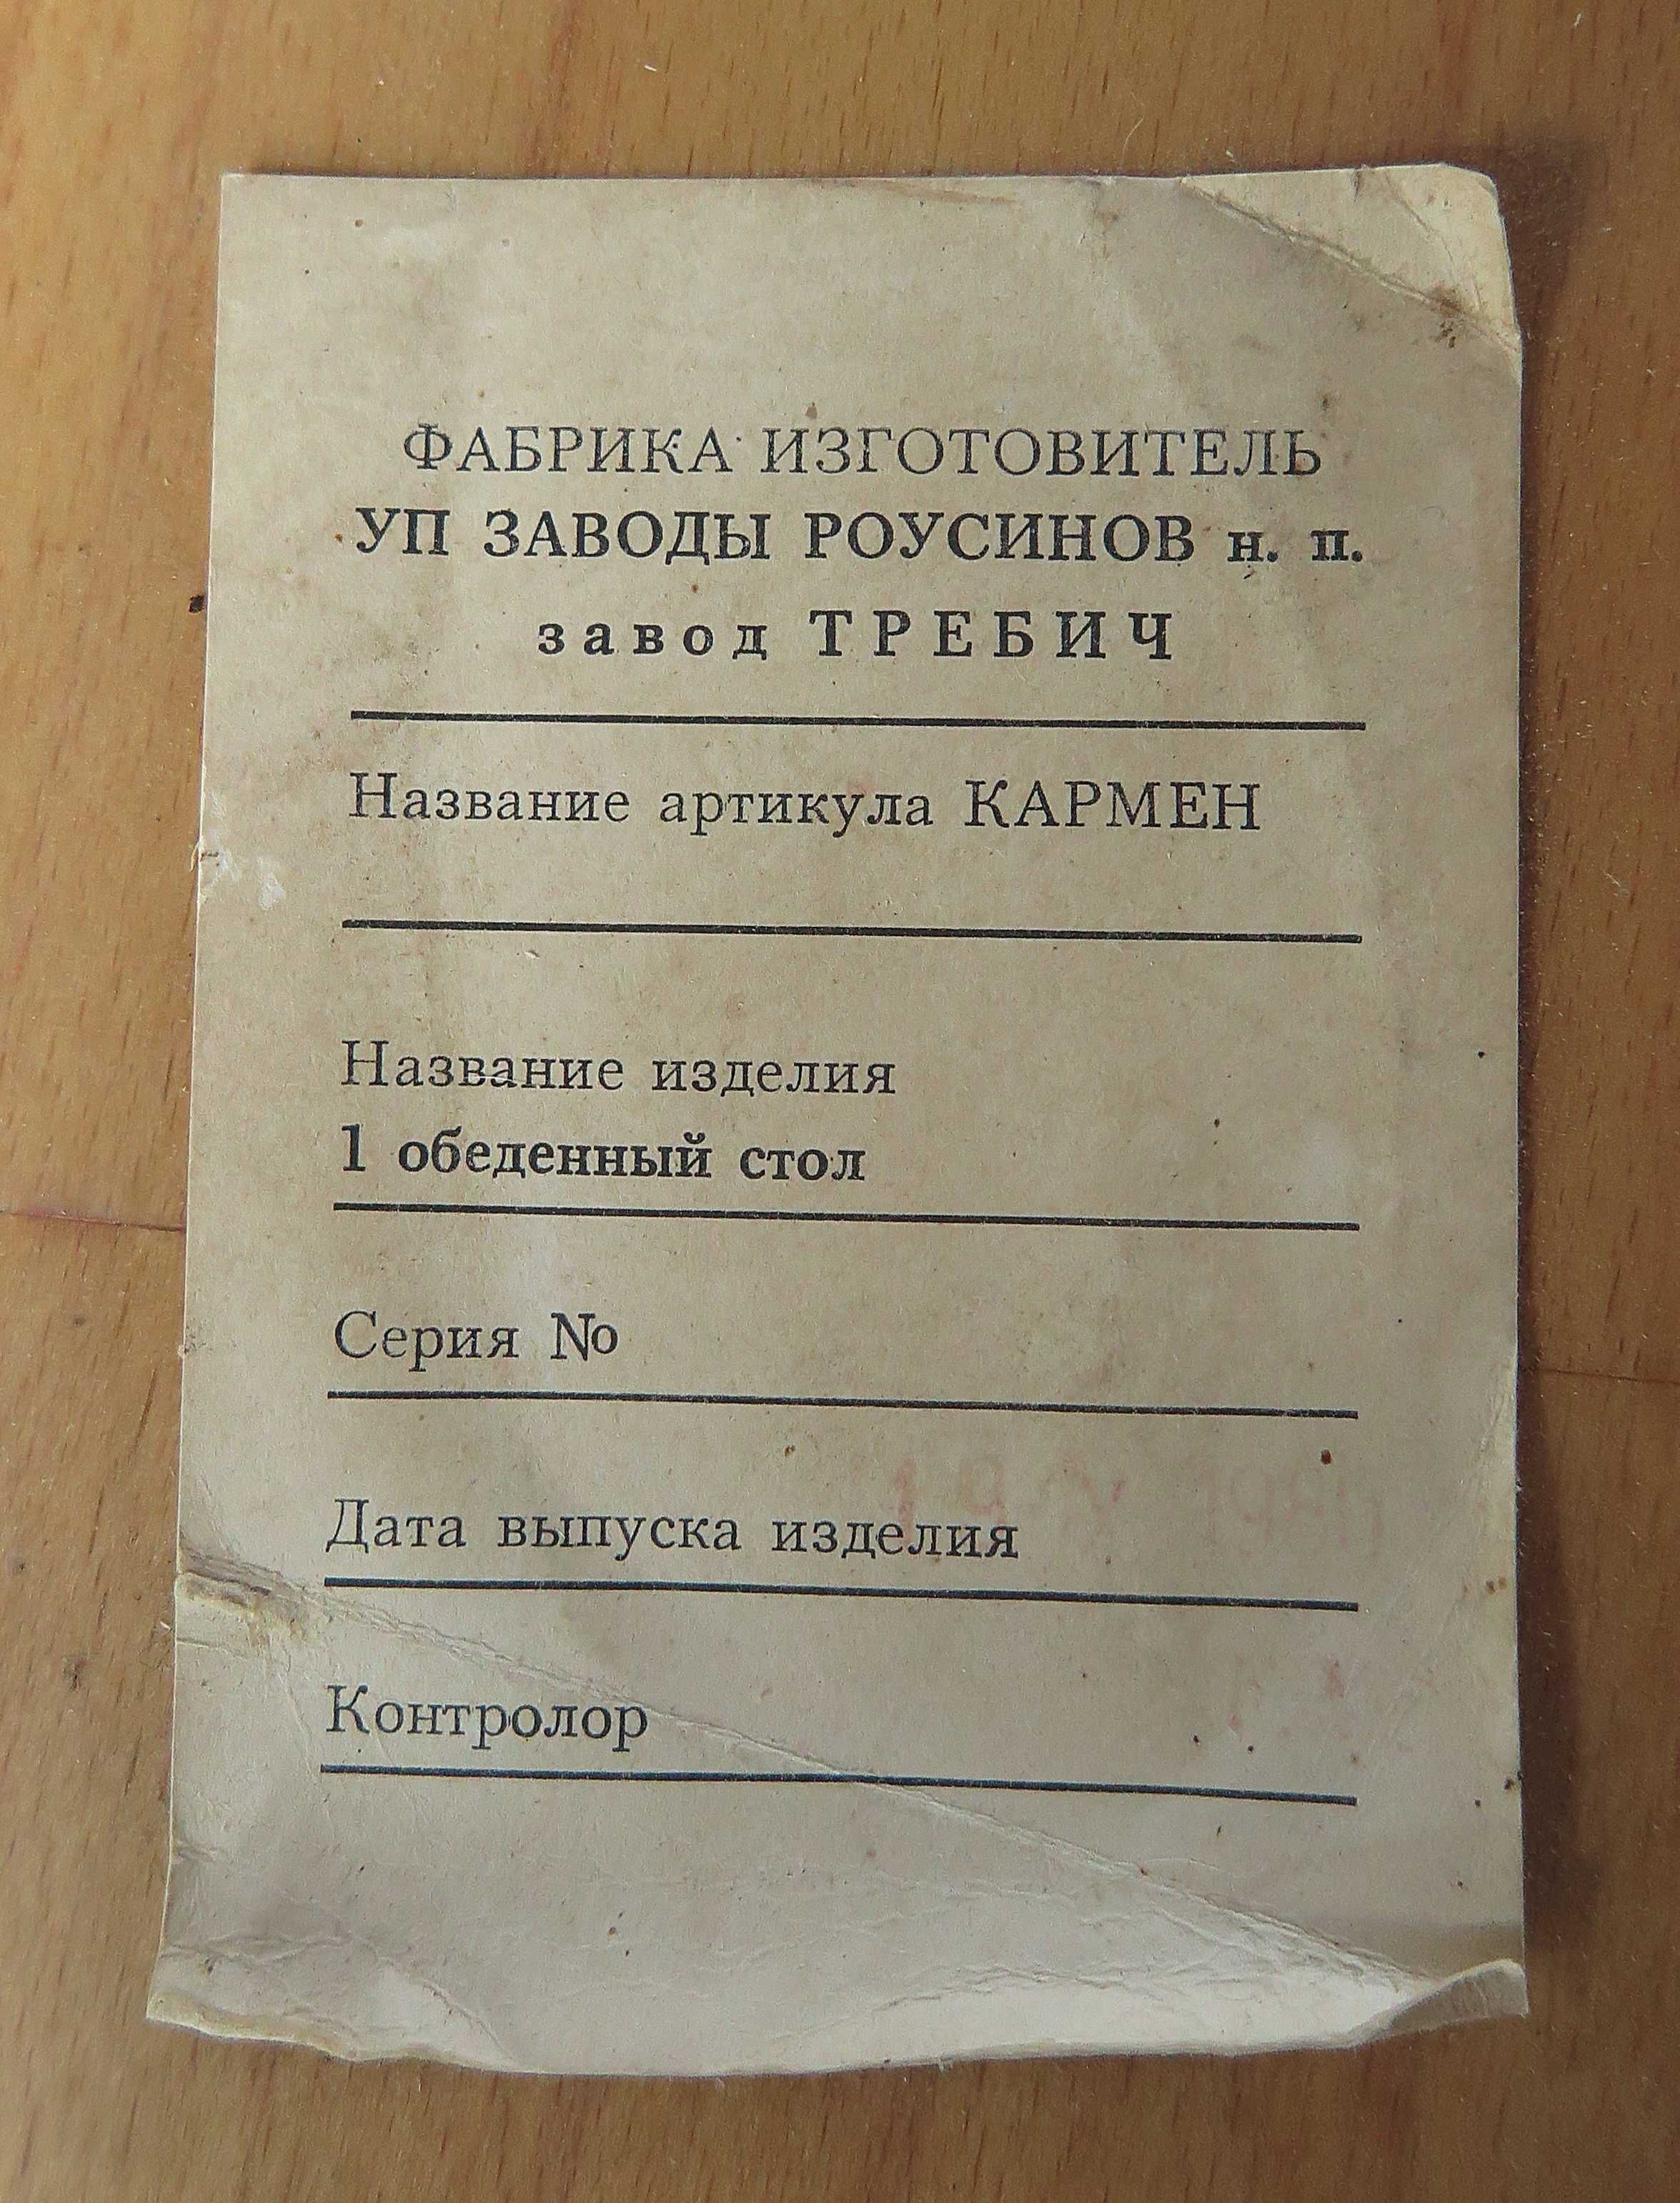 ФАБРИКА ИЗГОТОВИТЕЛЬ
УП ЗАВОДЫ РОУСИНОВ н. п.
завод ТРЕБИЧ
Название артикула КАРМЕН
Название изделия
1 обеденный стол
Серия No
Дата выпуска изделия
Контролор